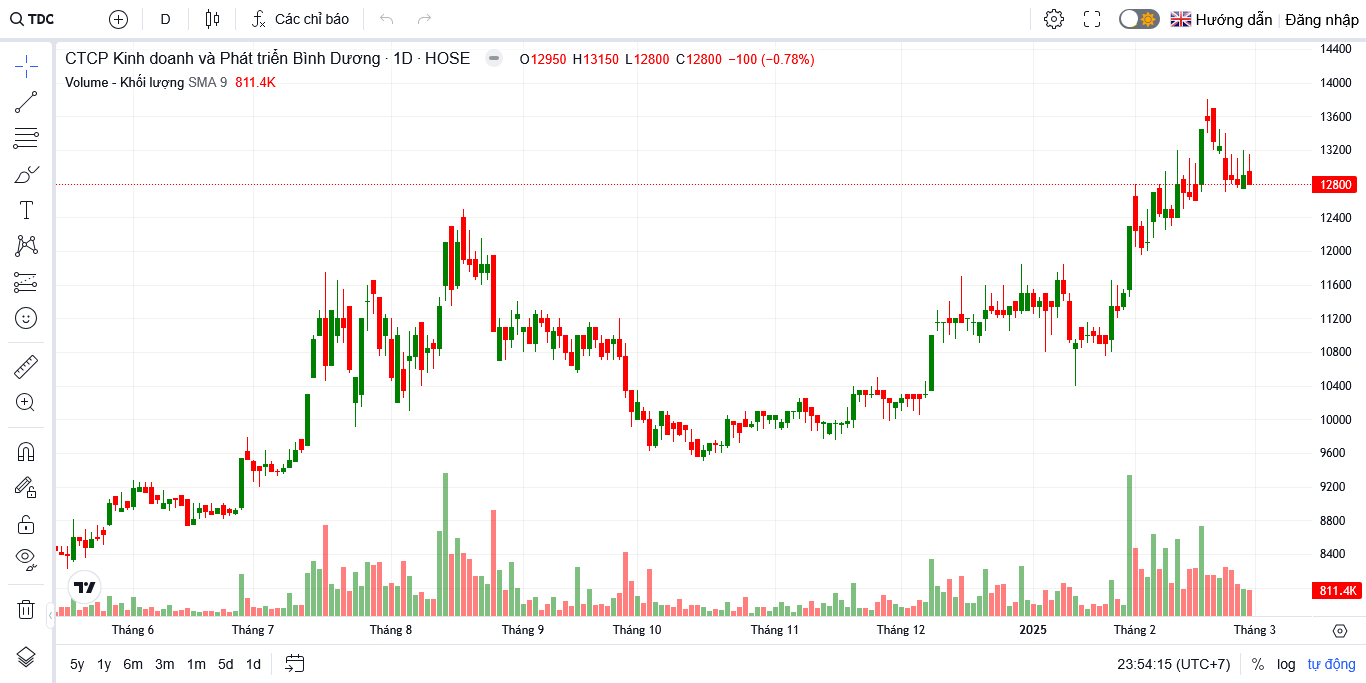 TDC D Các chỉ báo Hướng dẫn Đăng nhập
CTCP Kinh doanh và Phát triển Bình Dương · 1D · HOSE O12950 H13150 L12800 C12800 −100 (−0.78%)
Volume - Khối lượng SMA 9 811.4K
14400
14000
13600
13200
12800
12400
12000
11600
11200
10800
10400
10000
9600
9200
8800
8400
811.4K
Tháng 6 Tháng 7 Tháng 8 Tháng 9 Tháng 10 Tháng 11 Tháng 12 2025 Tháng 2 Tháng 3
5y 1y 6m 3m 1m 5d 1d 23:54:15 (UTC+7) % log tự động